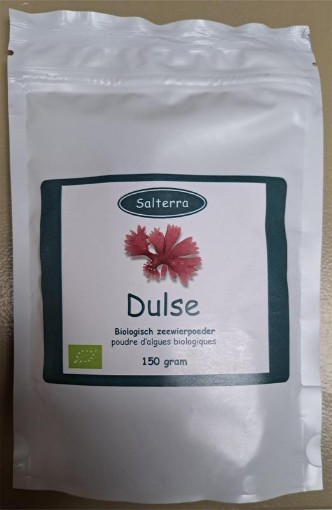 Salterra
Dulse
Biologisch zeewierpoeder
poudre d'algues biologiques
150 gram